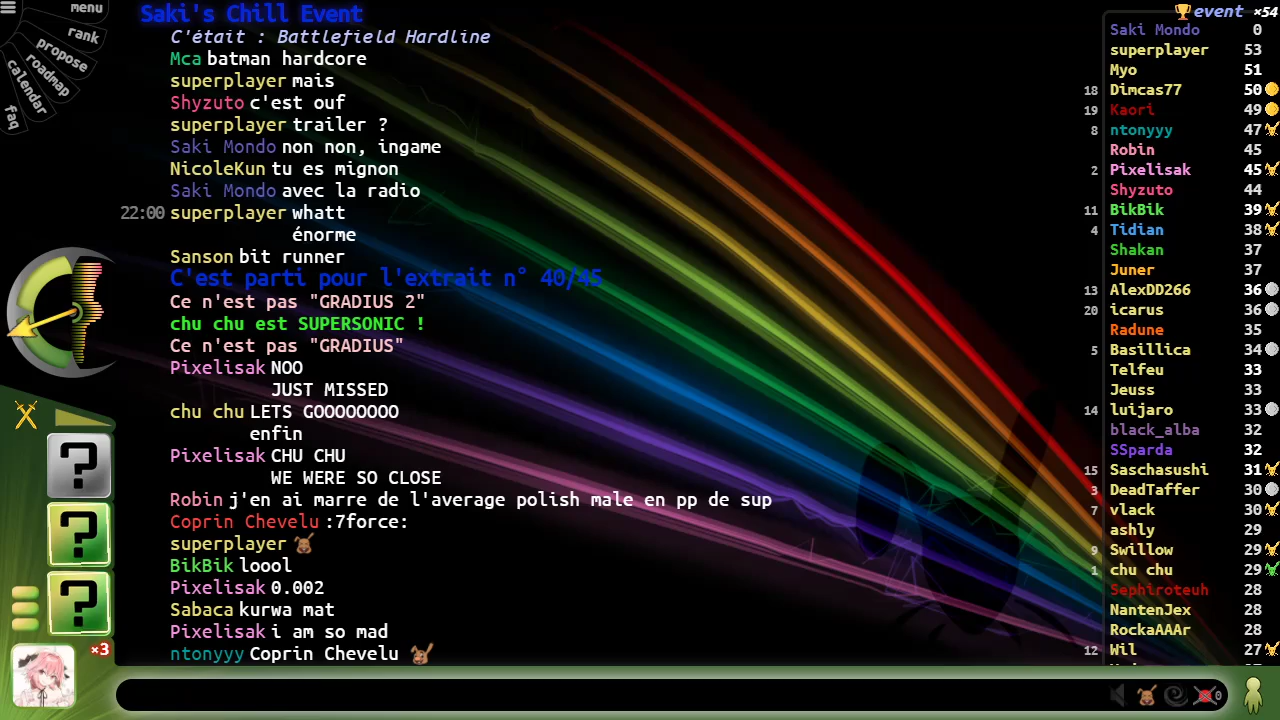 menu
rank
propose
roadmap
calendar
faq
Saki's Chill Event
C'était : Battlefield Hardline
Mca batman hardcore
superplayer mais
Shyzuto c'est ouf
superplayer trailer ?
Saki Mondo non non, ingame
NicoleKun tu es mignon
Saki Mondo avec la radio
22:00 superplayer whatt
énorme
Sanson bit runner
C'est parti pour l'extrait n° 40/45
Ce n'est pas "GRADIUS 2"
chu chu est SUPERSONIC !
Ce n'est pas "GRADIUS"
Pixelisak NOO
JUST MISSED
chu chu LETS GOOOOOOOO
enfin
Pixelisak CHU CHU
WE WERE SO CLOSE
Robin j'en ai marre de l'average polish male en pp de sup
Coprin Chevelu :7force:
superplayer
BikBik loool
Pixelisak 0.002
Sabaca kurwa mat
Pixelisak i am so mad
ntonyyy Coprin Chevelu
?
?
?
×3
event ×54
Saki Mondo 0
superplayer 53
Myo 51
18 Dimcas77 50
19 Kaori 49
8 ntonyyy 47
Robin 45
2 Pixelisak 45
Shyzuto 44
11 BikBik 39
4 Tidian 38
Shakan 37
Juner 37
13 AlexDD266 36
20 icarus 36
Radune 35
5 Basillica 34
Telfeu 33
Jeuss 33
14 luijaro 33
black_alba 32
SSparda 32
15 Saschasushi 31
3 DeadTaffer 30
7 vlack 30
ashly 29
9 Swillow 29
1 chu chu 29
Sephiroteuh 28
NantenJex 28
RockaAAAr 28
12 Wil 27
0